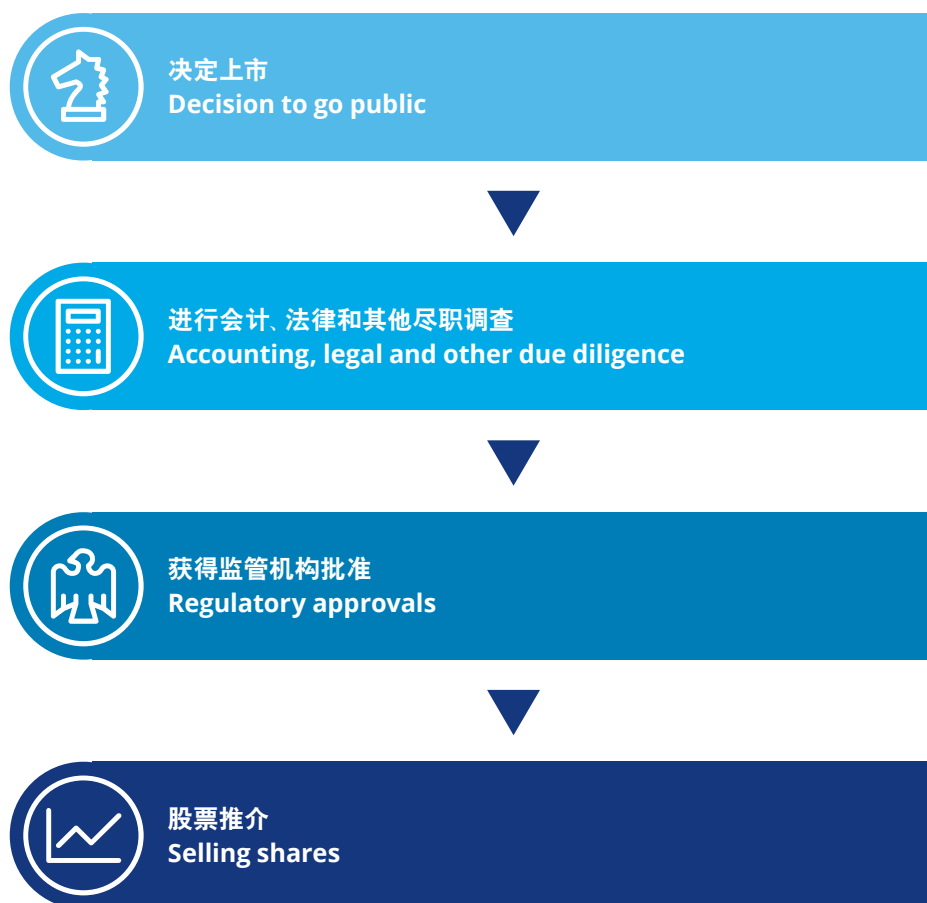 决定上市
Decision to go public
进行会计、法律和其他尽职调查
Accounting, legal and other due diligence
获得监管机构批准
Regulatory approvals
股票推介
Selling shares